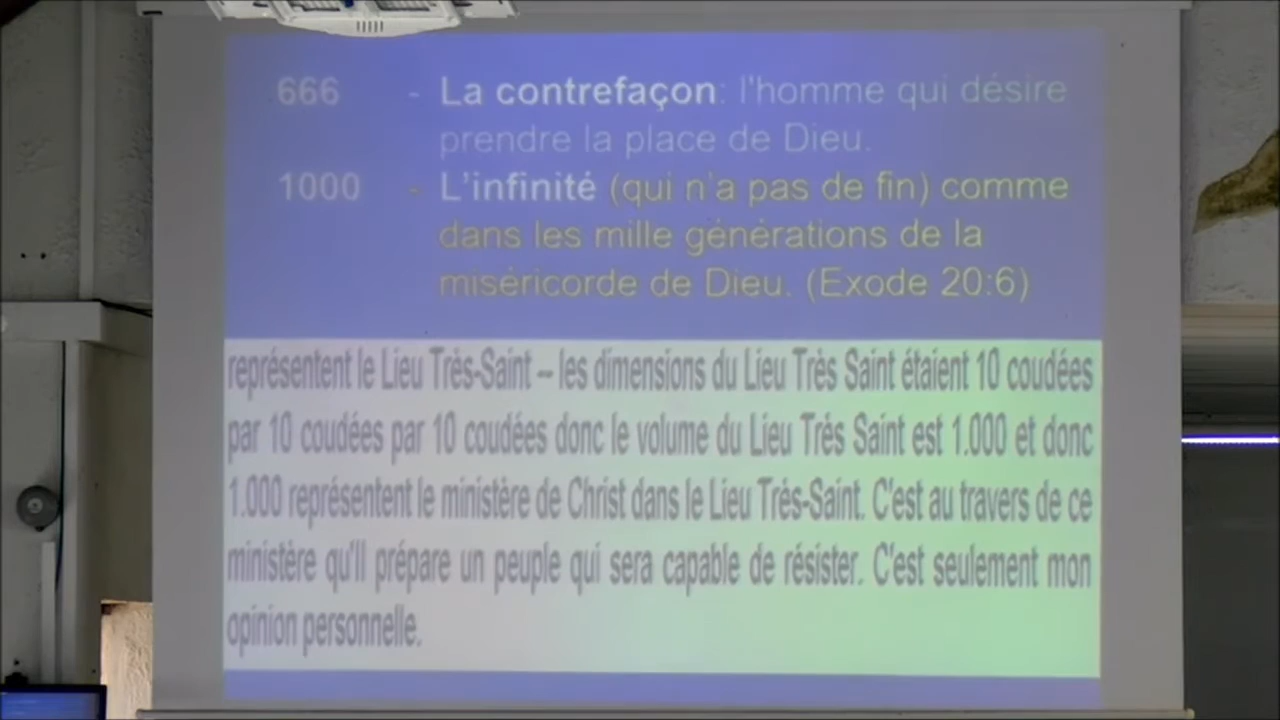 666 - La contrefaçon: l'homme qui désire
prendre la place de Dieu.
1000 - L'infinité (qui n'a pas de fin) comme
dans les mille générations de la
miséricorde de Dieu. (Exode 20:6)
représentent le Lieu Très-Saint – les dimensions du Lieu Très Saint étaient 10 coudées
par 10 coudées par 10 coudées donc le volume du Lieu Très Saint est 1.000 et donc
1.000 représentent le ministère de Christ dans le Lieu Très-Saint. C'est au travers de ce
ministère qu'Il prépare un peuple qui sera capable de résister. C'est seulement mon
opinion personnelle.